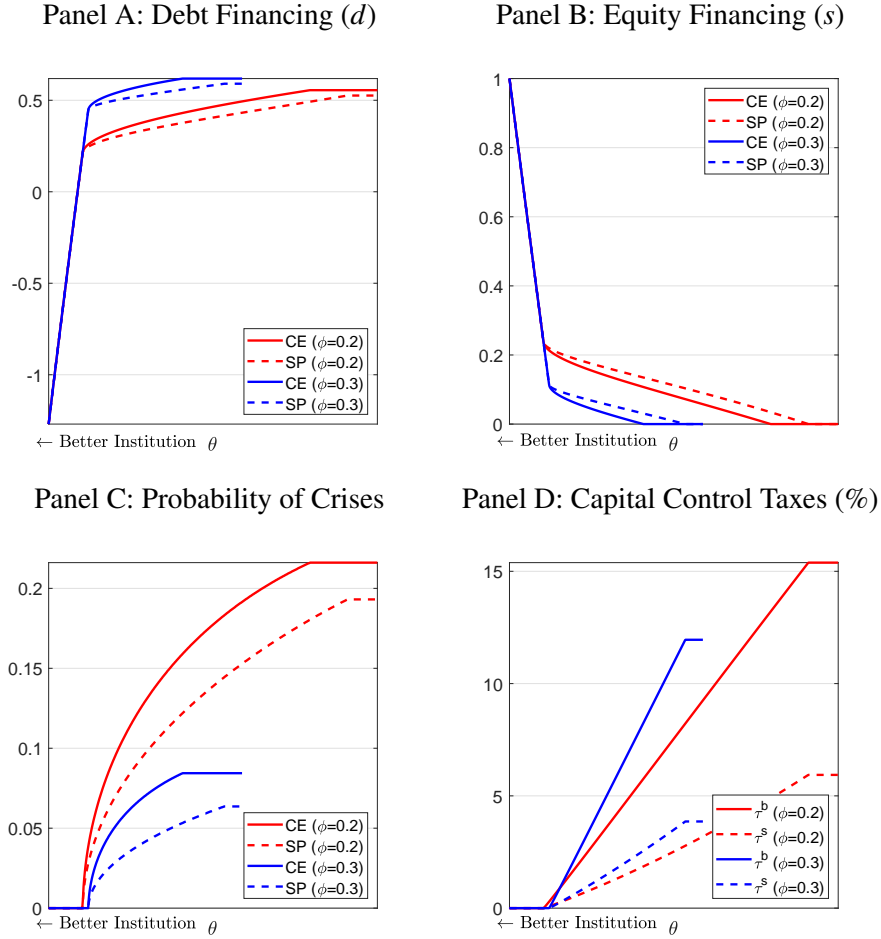 Panel A: Debt Financing (d)
0.5
0
-0.5
-1
CE (ϕ=0.2)
SP (ϕ=0.2)
CE (ϕ=0.3)
SP (ϕ=0.3)
← Better Institution θ
Panel B: Equity Financing (s)
1
0.8
0.6
0.4
0.2
0
CE (ϕ=0.2)
SP (ϕ=0.2)
CE (ϕ=0.3)
SP (ϕ=0.3)
← Better Institution θ
Panel C: Probability of Crises
0.2
0.15
0.1
0.05
0
CE (ϕ=0.2)
SP (ϕ=0.2)
CE (ϕ=0.3)
SP (ϕ=0.3)
← Better Institution θ
Panel D: Capital Control Taxes (%)
15
10
5
0
τ^b (ϕ=0.2)
τ^s (ϕ=0.2)
τ^b (ϕ=0.3)
τ^s (ϕ=0.3)
← Better Institution θ